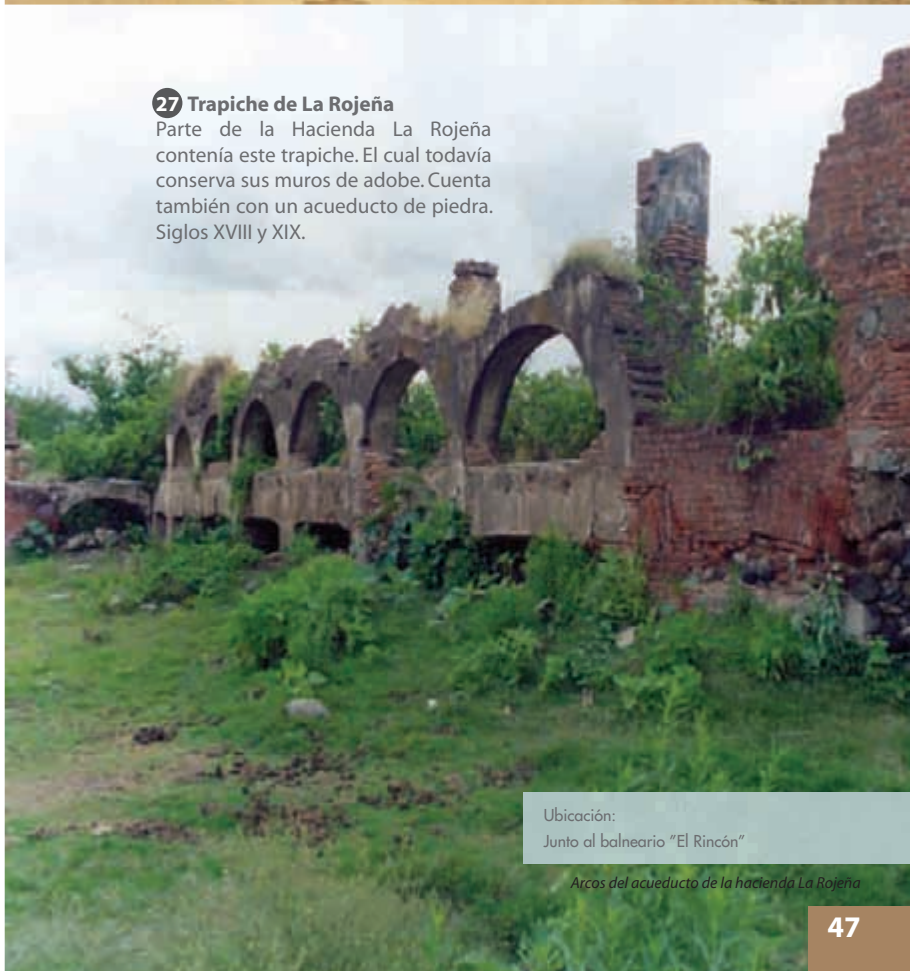 27 Trapiche de La Rojeña
Parte de la Hacienda La Rojeña
contenía este trapiche. El cual todavía
conserva sus muros de adobe. Cuenta
también con un acueducto de piedra.
Siglos XVIII y XIX.
Ubicación:
Junto al balneario "El Rincón"
Arcos del acueducto de la hacienda La Rojeña
47